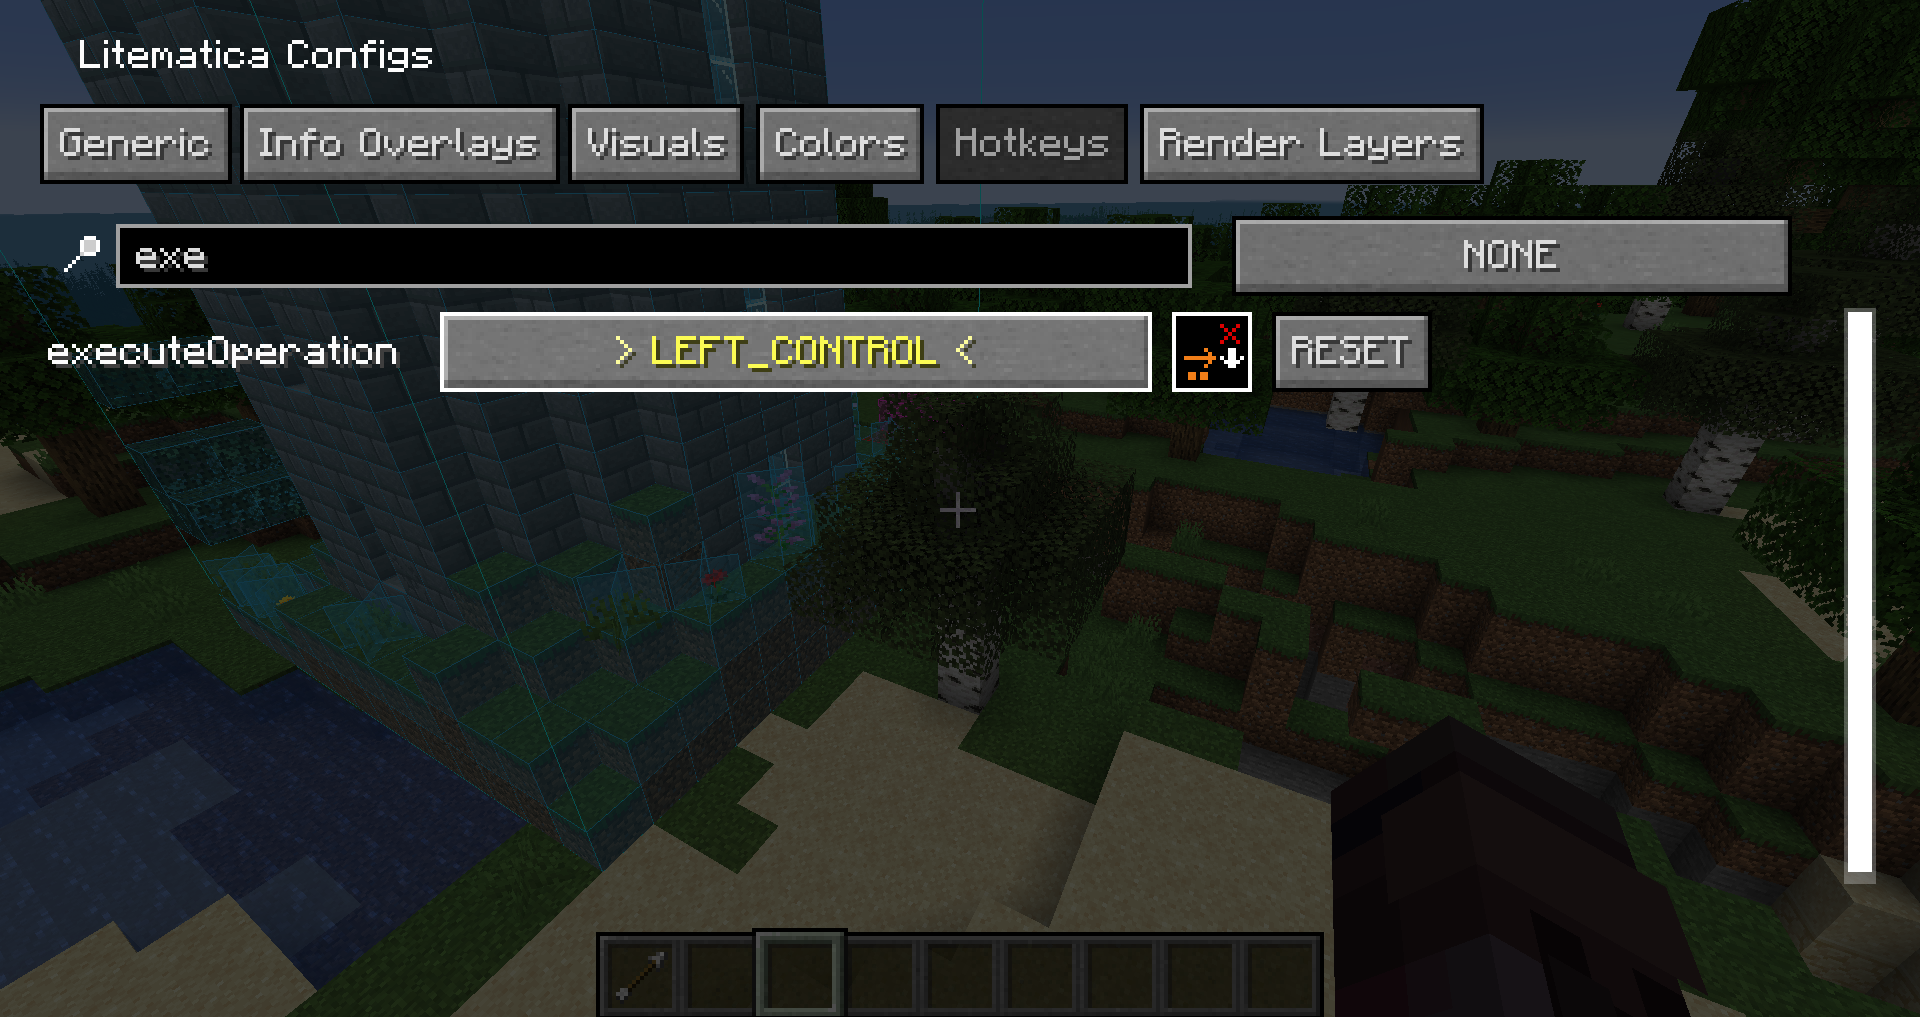 Litematica Configs
Generic Info Overlays Visuals Colors Hotkeys Render Layers
exe NONE
executeOperation > LEFT_CONTROL < RESET